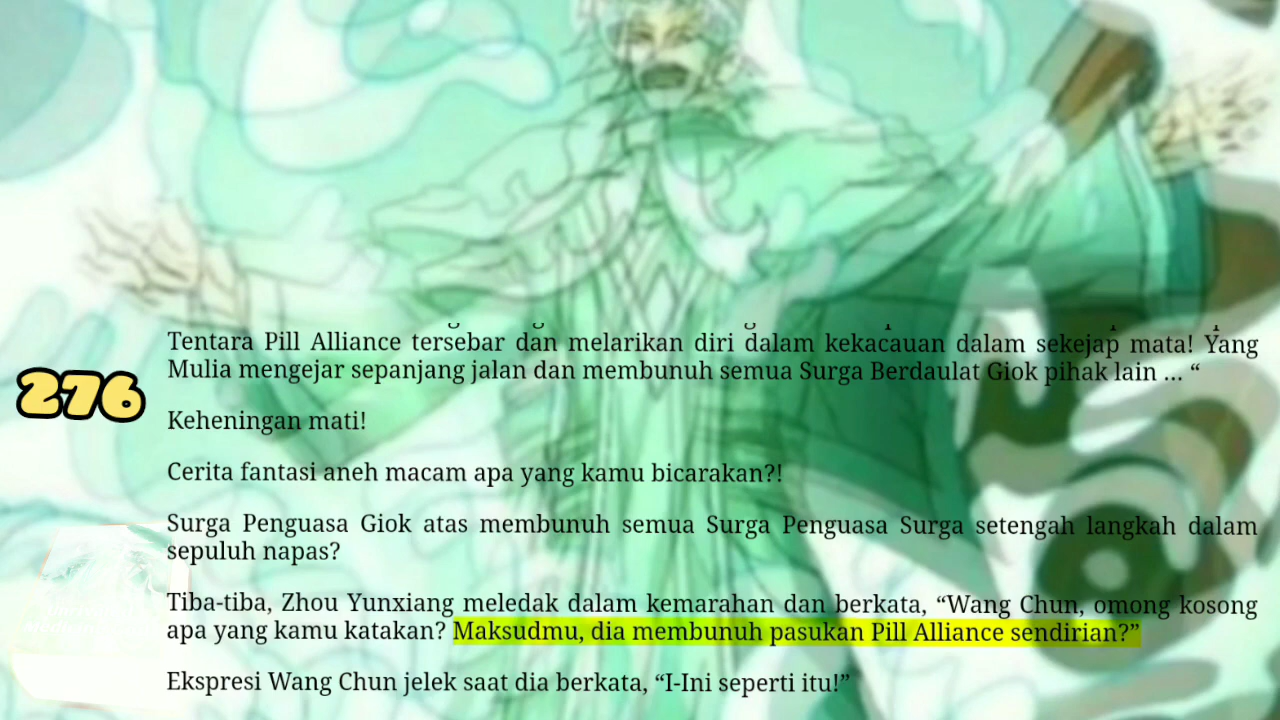 Tentara Pill Alliance tersebar dan melarikan diri dalam kekacauan dalam sekejap mata! Yang
Mulia mengejar sepanjang jalan dan membunuh semua Surga Berdaulat Giok pihak lain ... “
276
Keheningan mati!
Cerita fantasi aneh macam apa yang kamu bicarakan?!
Surga Penguasa Giok atas membunuh semua Surga Penguasa Surga setengah langkah dalam
sepuluh napas?
Tiba-tiba, Zhou Yunxiang meledak dalam kemarahan dan berkata, “Wang Chun, omong kosong
apa yang kamu katakan? Maksudmu, dia membunuh pasukan Pill Alliance sendirian?”
Ekspresi Wang Chun jelek saat dia berkata, “I-Ini seperti itu!”